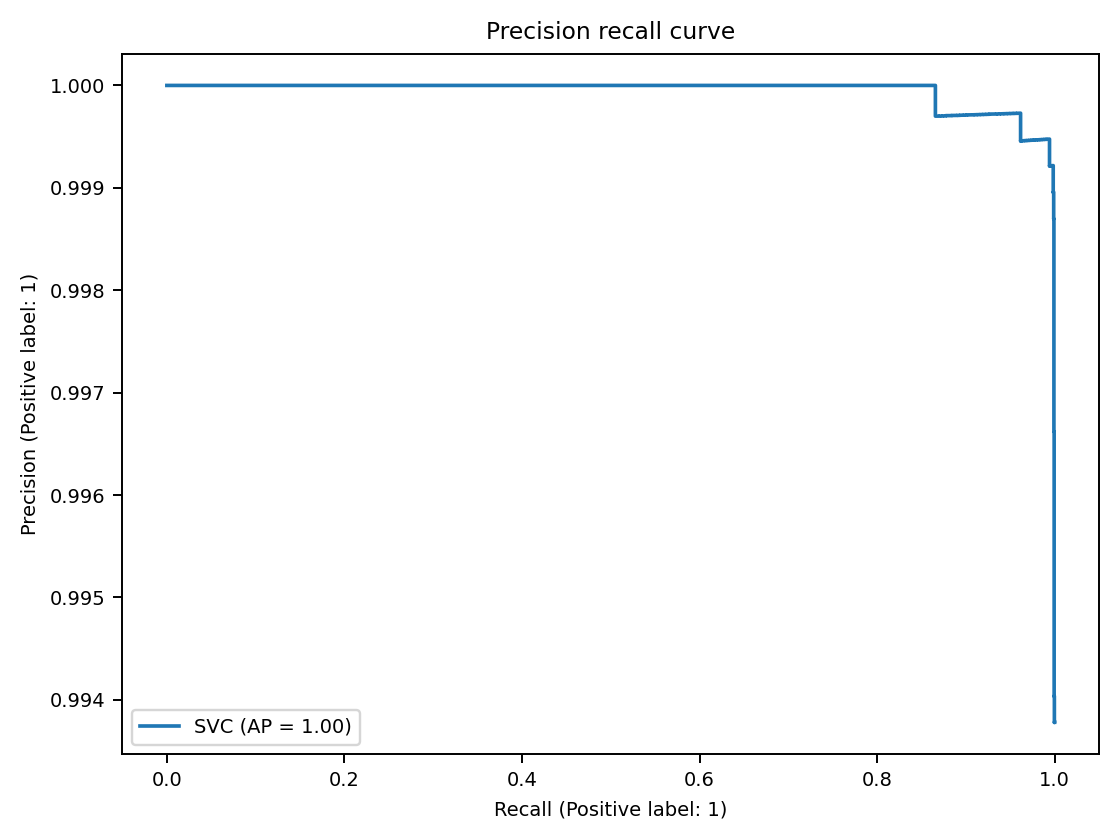 Precision recall curve
Precision (Positive label: 1)
1.000
0.999
0.998
0.997
0.996
0.995
0.994
SVC (AP = 1.00)
0.0 0.2 0.4 0.6 0.8 1.0
Recall (Positive label: 1)